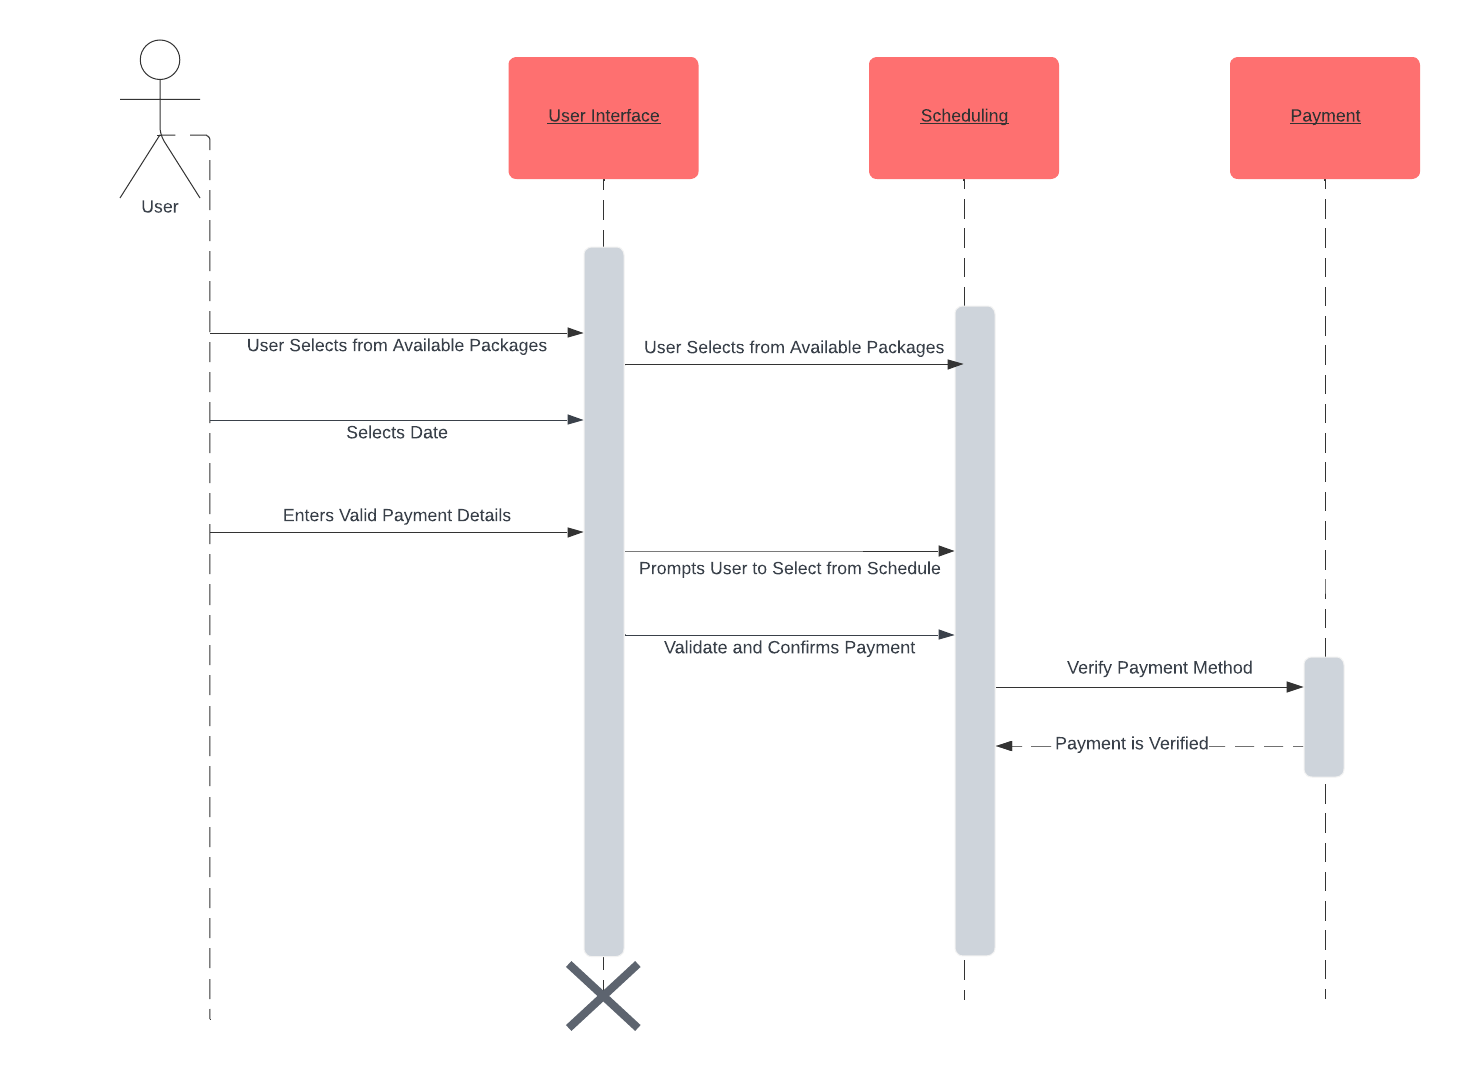 User Interface
Scheduling
Payment
User
User Selects from Available Packages
User Selects from Available Packages
Selects Date
Enters Valid Payment Details
Prompts User to Select from Schedule
Validate and Confirms Payment
Verify Payment Method
Payment is Verified